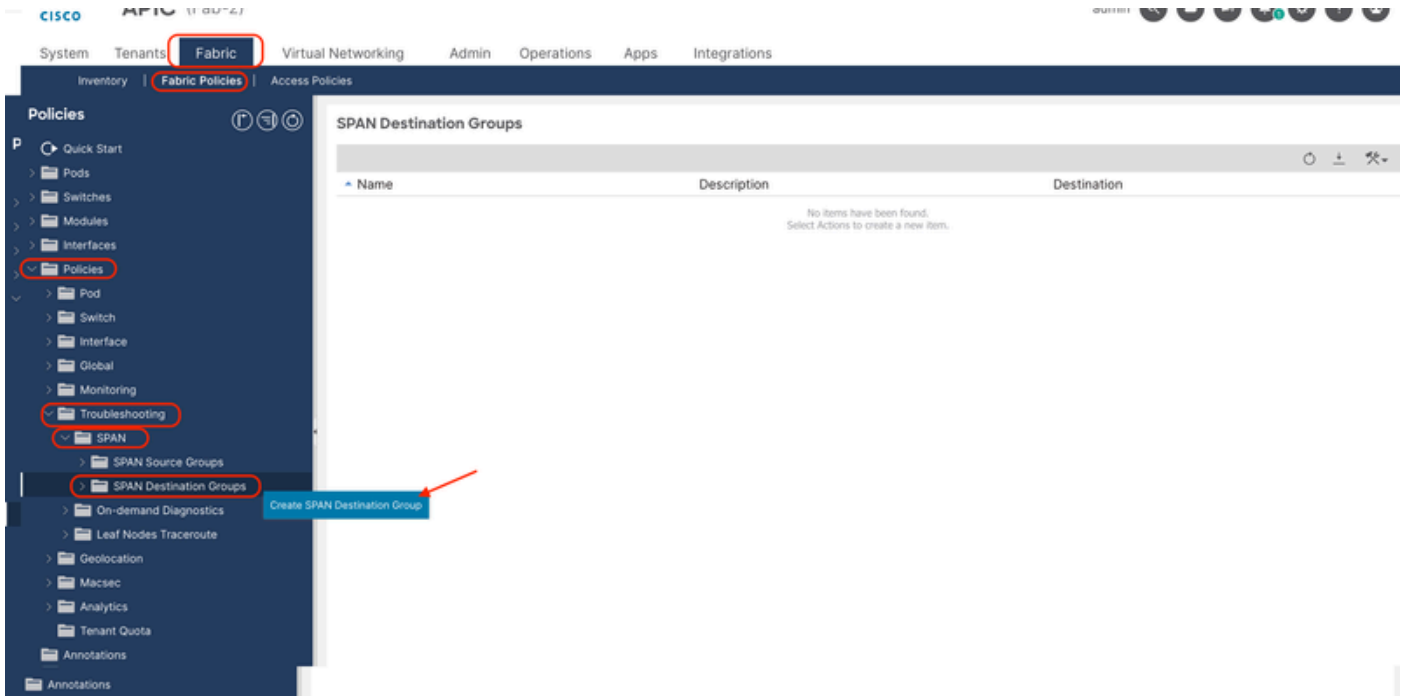 CISCO APIC (Fab-2) admin
System Tenants Fabric Virtual Networking Admin Operations Apps Integrations
Inventory | Fabric Policies | Access Policies
Policies
P
Quick Start
Pods
Switches
Modules
Interfaces
Policies
Pod
Switch
Interface
Global
Monitoring
Troubleshooting
SPAN
SPAN Source Groups
SPAN Destination Groups
On-demand Diagnostics
Leaf Nodes Traceroute
Geolocation
Macsec
Analytics
Tenant Quota
Annotations
Annotations
Create SPAN Destination Group
SPAN Destination Groups
Name Description Destination
No items have been found.
Select Actions to create a new item.